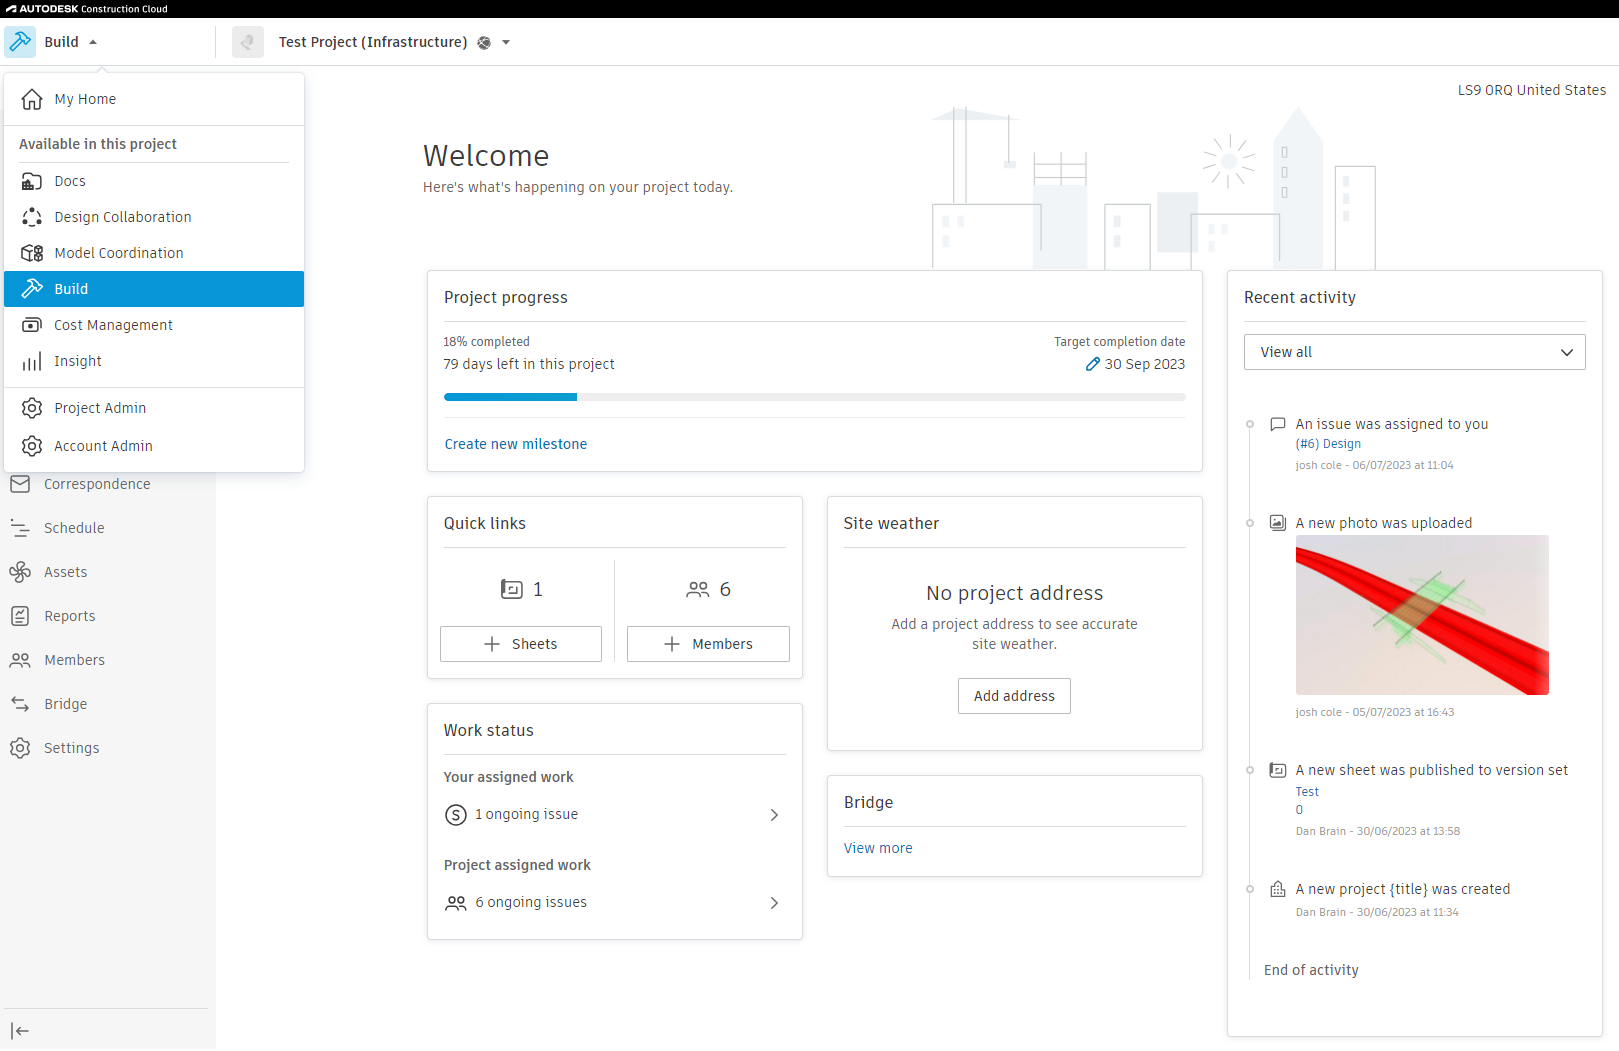 AUTODESK Construction Cloud
Build
Test Project (Infrastructure)
My Home
Available in this project
Docs
Design Collaboration
Model Coordination
Build
Cost Management
Insight
Project Admin
Account Admin
Correspondence
Schedule
Assets
Reports
Members
Bridge
Settings
LS9 0RQ United States
Welcome
Here's what's happening on your project today.
Project progress
18% completed
Target completion date
79 days left in this project
30 Sep 2023
Create new milestone
Quick links
1
6
Sheets
Members
Site weather
No project address
Add a project address to see accurate
site weather.
Add address
Work status
Your assigned work
S
1 ongoing issue
Project assigned work
6 ongoing issues
Bridge
View more
Recent activity
View all
An issue was assigned to you
(#6) Design
josh cole - 06/07/2023 at 11:04
A new photo was uploaded
josh cole - 05/07/2023 at 16:43
A new sheet was published to version set
Test
0
Dan Brain - 30/06/2023 at 13:58
A new project {title} was created
Dan Brain - 30/06/2023 at 11:34
End of activity